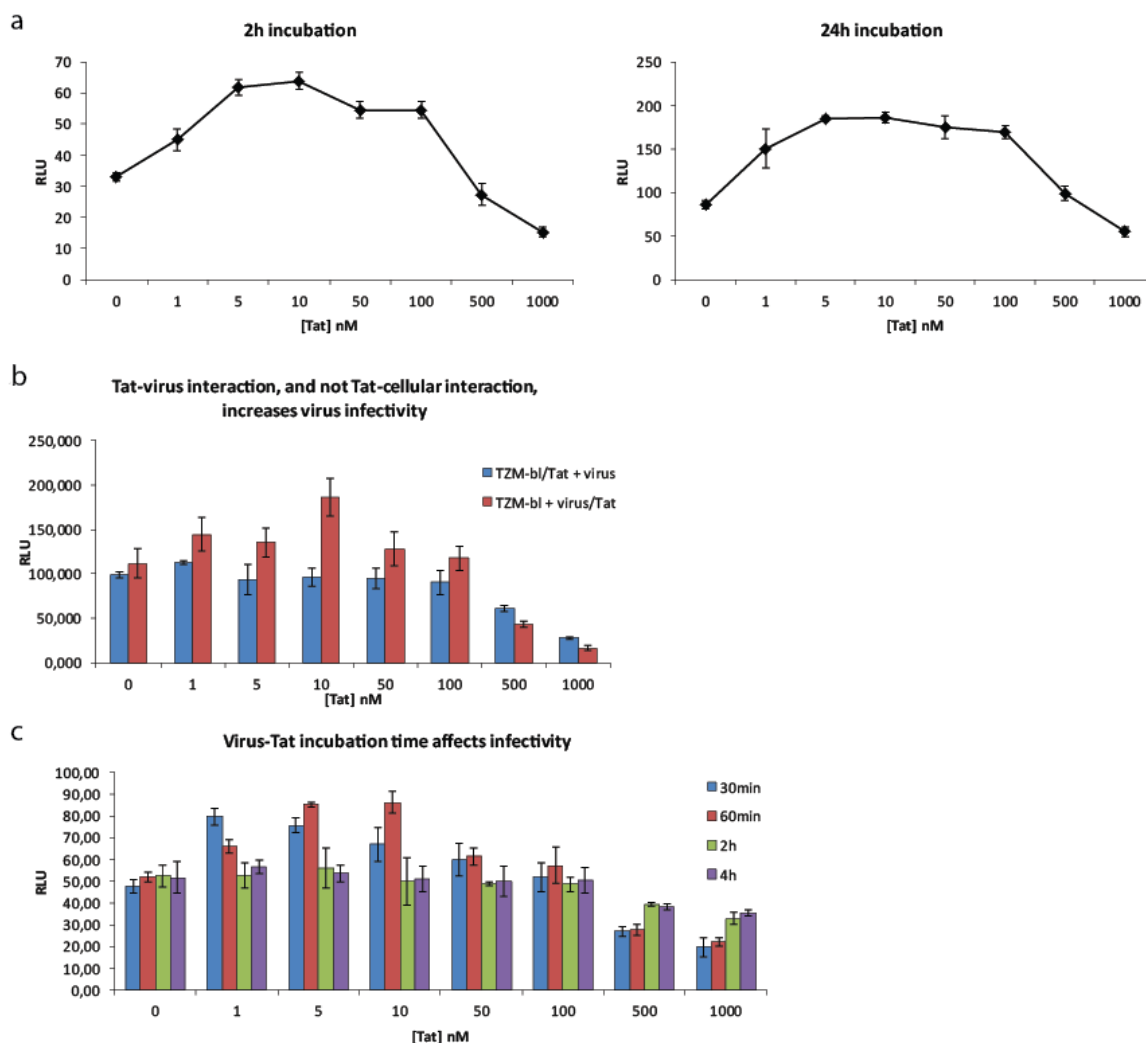 a
2h incubation
70
60
50
40
30
20
10
0
RLU
0 1 5 10 50 100 500 1000
[Tat] nM
24h incubation
250
200
150
100
50
0
RLU
0 1 5 10 50 100 500 1000
[Tat] nM
b
Tat-virus interaction, and not Tat-cellular interaction,
increases virus infectivity
250,000
200,000
150,000
100,000
50,000
0,000
RLU
TZM-bl/Tat + virus
TZM-bl + virus/Tat
0 1 5 10 50 100 500 1000
[Tat] nM
c
Virus-Tat incubation time affects infectivity
100,00
90,00
80,00
70,00
60,00
50,00
40,00
30,00
20,00
10,00
0,00
RLU
30min
60min
2h
4h
0 1 5 10 50 100 500 1000
[Tat] nM